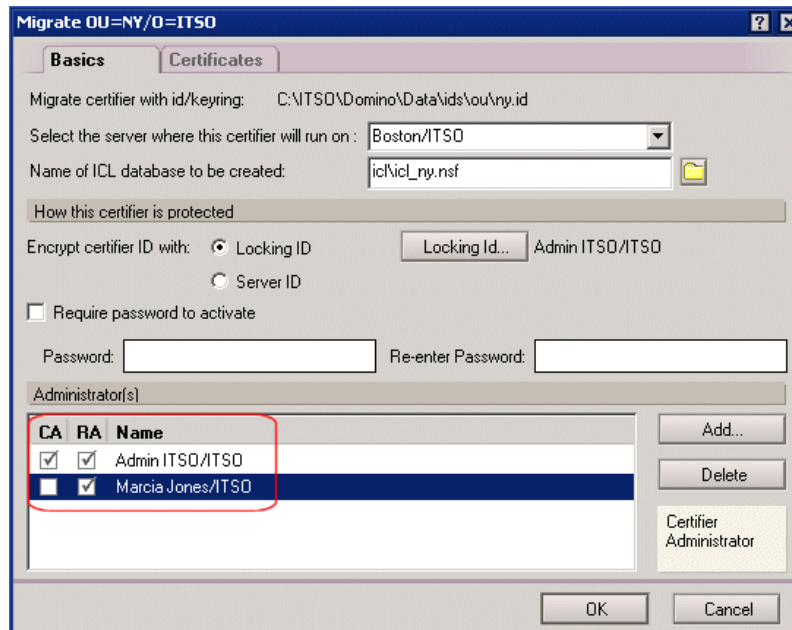 Migrate OU=NY/O=ITSO
Basics Certificates
Migrate certifier with id/keyring: C:\ITSO\Domino\Data\ids\ou\ny.id
Select the server where this certifier will run on : Boston/ITSO
Name of ICL database to be created: icl\icl_ny.nsf
How this certifier is protected
Encrypt certifier ID with: Locking ID Locking Id... Admin ITSO/ITSO
Server ID
Require password to activate
Password: Re-enter Password:
Administrator(s)
CA RA Name Add...
Admin ITSO/ITSO
Marcia Jones/ITSO Delete
Certifier
Administrator
OK Cancel